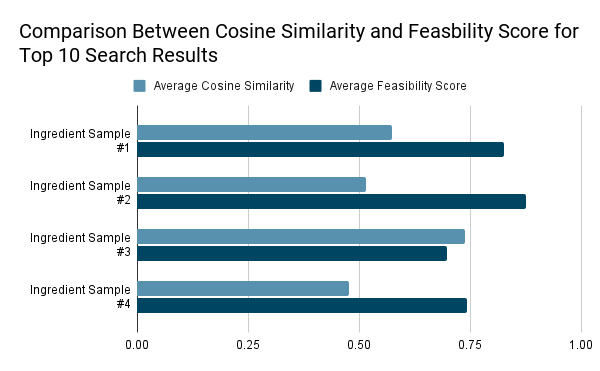 Comparison Between Cosine Similarity and Feasbility Score for
Top 10 Search Results
Average Cosine Similarity
Average Feasibility Score
Ingredient Sample
#1
Ingredient Sample
#2
Ingredient Sample
#3
Ingredient Sample
#4
0.00
0.25
0.50
0.75
1.00